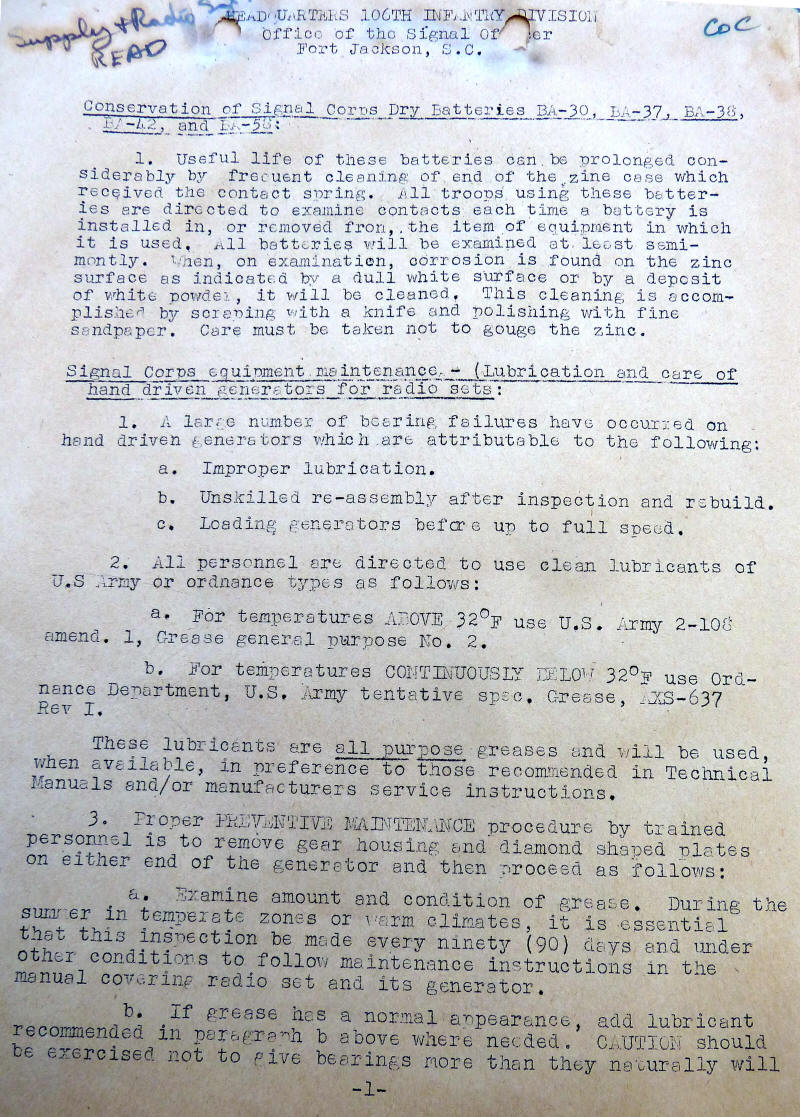 Supply & Radio Sec
READ
COC
HEADQUARTERS 106TH INFANTRY DIVISION
Office of the Signal Officer
Fort Jackson, S.C.
Conservation of Signal Corps Dry Batteries BA-30, BA-37, BA-38,
BA-42, and BA-58:
1. Useful life of these batteries can be prolonged con-
siderably by frequent cleaning of end of the zinc case which
received the contact spring. All troops using these batter-
ies are directed to examine contacts each time a battery is
installed in, or removed from, the item of equipment in which
it is used. All batteries will be examined at least semi-
montly. When, on examination, corrosion is found on the zinc
surface as indicated by a dull white surface or by a deposit
of white powder, it will be cleaned. This cleaning is accom-
plished by scraping with a knife and polishing with fine
sandpaper. Care must be taken not to gouge the zinc.
Signal Corps equipment maintenance - (Lubrication and care of
hand driven generators for radio sets:
1. A large number of bearing failures have occurred on
hand driven generators which are attributable to the following:
a. Improper lubrication.
b. Unskilled re-assembly after inspection and rebuild.
c. Loading generators before up to full speed.
2. All personnel are directed to use clean lubricants of
U.S Army or ordnance types as follows:
a. For temperatures ABOVE 32°F use U.S. Army 2-108
amend. 1, Grease general purpose No. 2.
b. For temperatures CONTINUOUSLY BELOW 32°F use Ord-
nance Department, U.S. Army tentative spec. Grease, AXS-637
Rev I.
These lubricants are all purpose greases and will be used,
when available, in preference to those recommended in Technical
Manuals and/or manufacturers service instructions.
3. Proper PREVENTIVE MAINTENANCE procedure by trained
personnel is to remove gear housing and diamond shaped plates
on either end of the generator and then proceed as follows:
a. Examine amount and condition of grease. During the
summer in temperate zones or warm climates, it is essential
that this inspection be made every ninety (90) days and under
other conditions to follow maintenance instructions in the
manual covering radio set and its generator.
b. If grease has a normal appearance, add lubricant
recommended in paragraph b above where needed. CAUTION should
be exercised not to give bearings more than they naturally will
-1-